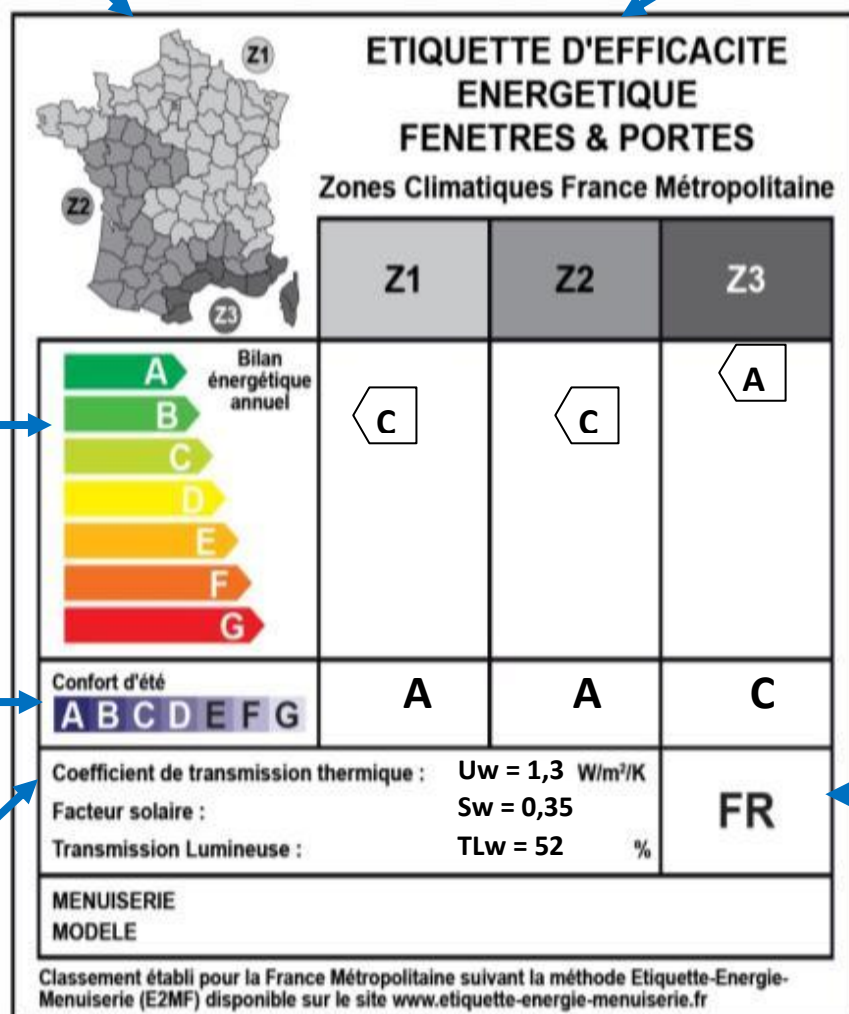 Z1
Z2
Z3
ETIQUETTE D'EFFICACITE
ENERGETIQUE
FENETRES & PORTES
Zones Climatiques France Métropolitaine
Z1 Z2 Z3
Bilan
énergétique
annuel
A
B
C
D
E
F
G
C C A
Confort d'été
A B C D E F G
A A C
Coefficient de transmission thermique : Uw = 1,3 W/m²/K
Facteur solaire : Sw = 0,35
Transmission Lumineuse : TLw = 52 %
FR
MENUISERIE
MODELE
Classement établi pour la France Métropolitaine suivant la méthode Etiquette-Energie-
Menuiserie (E2MF) disponible sur le site www.etiquette-energie-menuiserie.fr